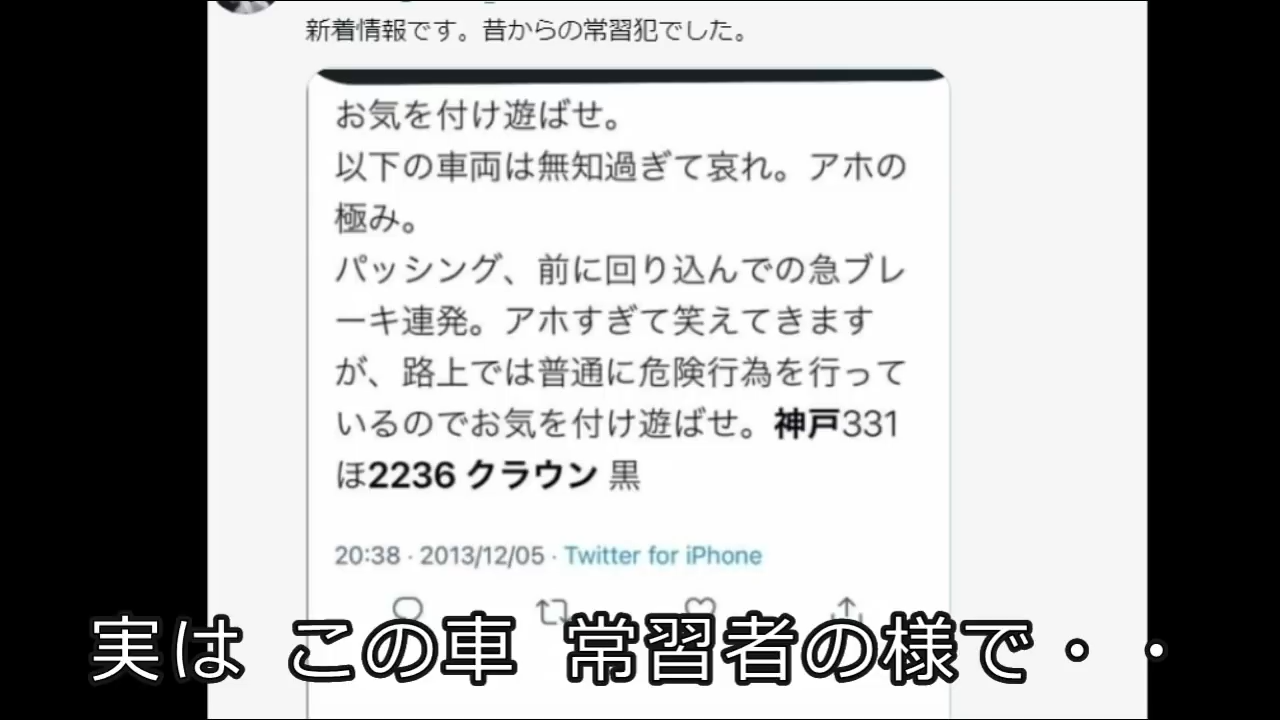 新着情報です。昔からの常習犯でした。
お気を付け遊ばせ。
以下の車両は無知過ぎて哀れ。アホの
極み。
パッシング、前に回り込んでの急ブレ
ーキ連発。アホすぎて笑えてきます
が、路上では普通に危険行為を行って
いるのでお気を付け遊ばせ。神戸331
ほ2236 クラウン 黒
20:38 · 2013/12/05 · Twitter for iPhone
実は この車 常習者の様で・・